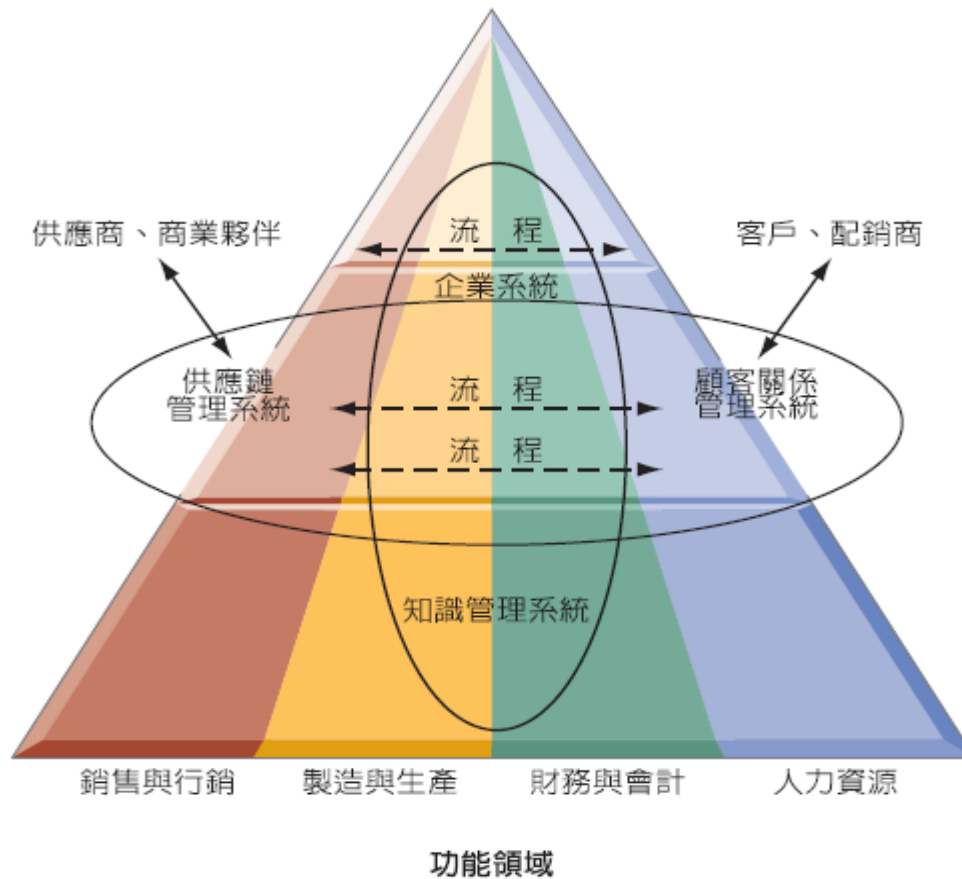 供應商、商業夥伴
客戶、配銷商
流 程
企業系統
供應鏈
管理系統
顧客關係
管理系統
流 程
流 程
知識管理系統
銷售與行銷
製造與生產
財務與會計
人力資源
功能領域